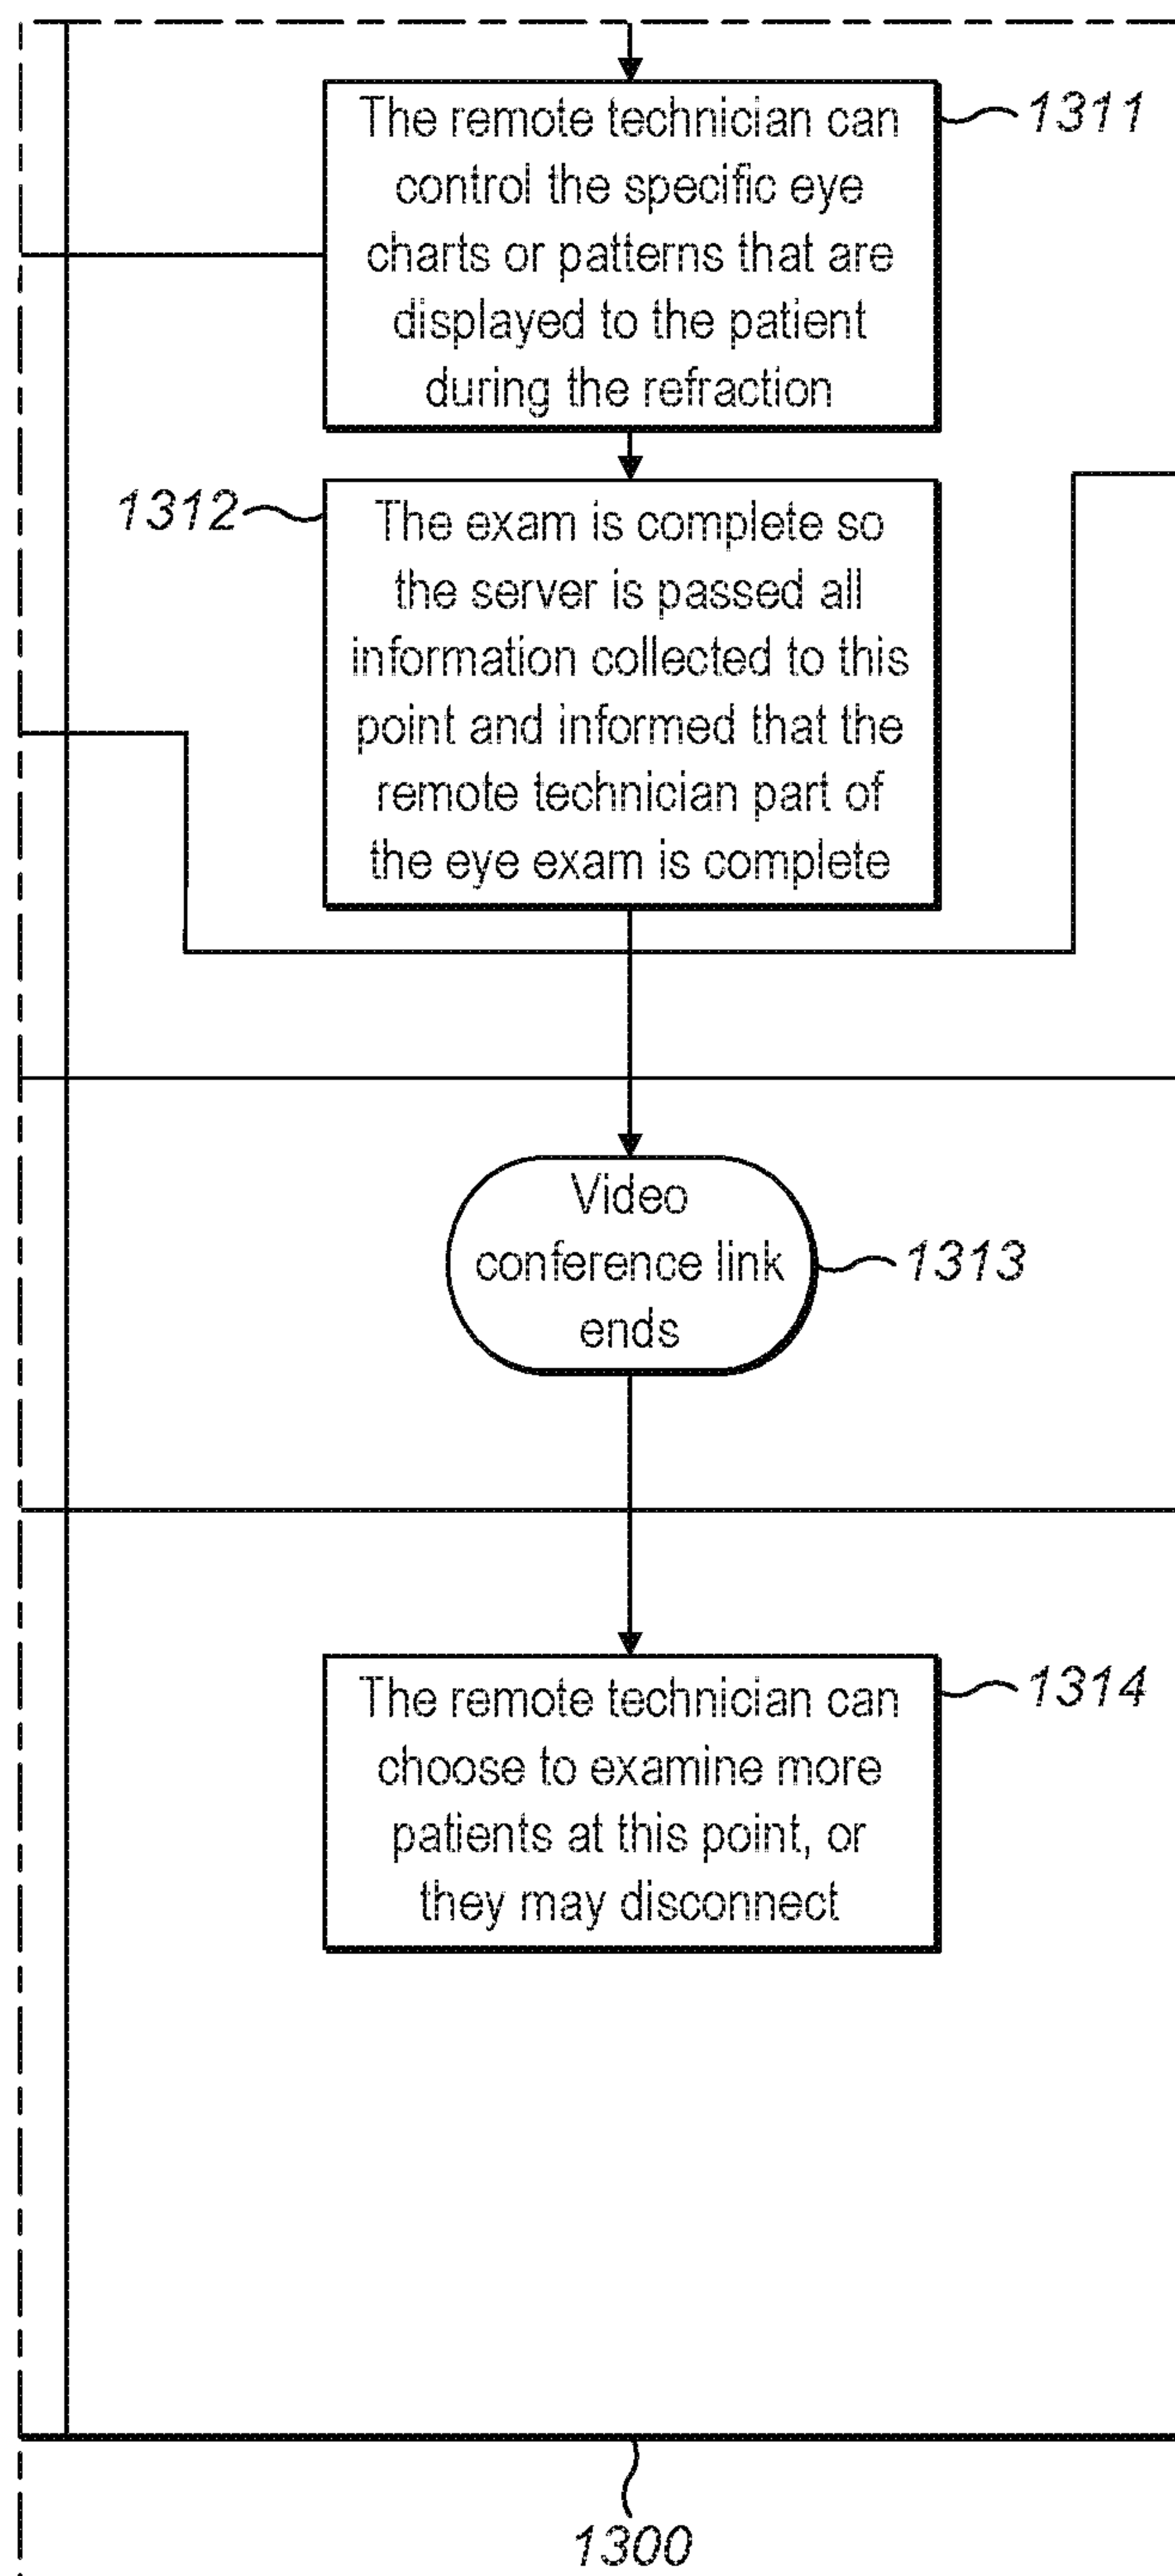 The remote technician can
control the specific eye
charts or patterns that are
displayed to the patient
during the refraction
1311
1312
The exam is complete so
the server is passed all
information collected to this
point and informed that the
remote technician part of
the eye exam is complete
Video
conference link
ends
1313
The remote technician can
choose to examine more
patients at this point, or
they may disconnect
1314
1300